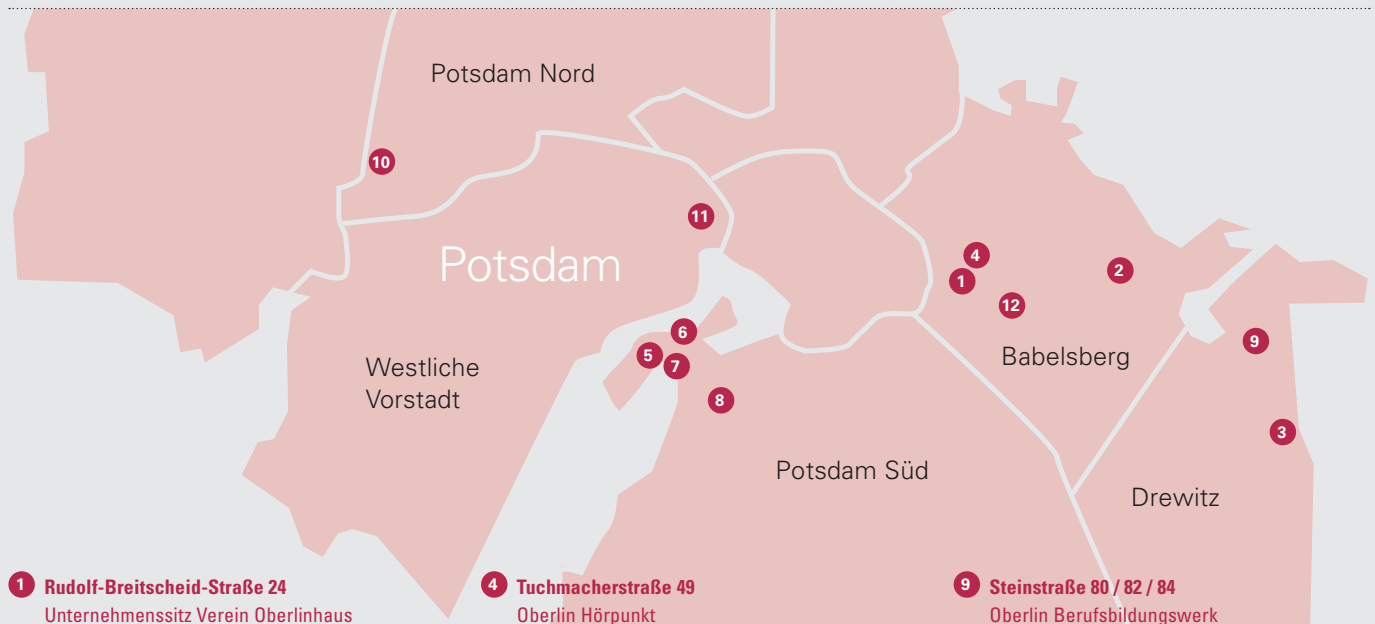 Potsdam Nord
10
11
Potsdam
4
1
2
12
6
5
7
9
Westliche
Vorstadt
Babelsberg
8
3
Potsdam Süd
Drewitz
1 Rudolf-Breitscheid-Straße 24
Unternehmenssitz Verein Oberlinhaus
4 Tuchmacherstraße 49
Oberlin Hörpunkt
9 Steinstraße 80 / 82 / 84
Oberlin Berufsbildungswerk